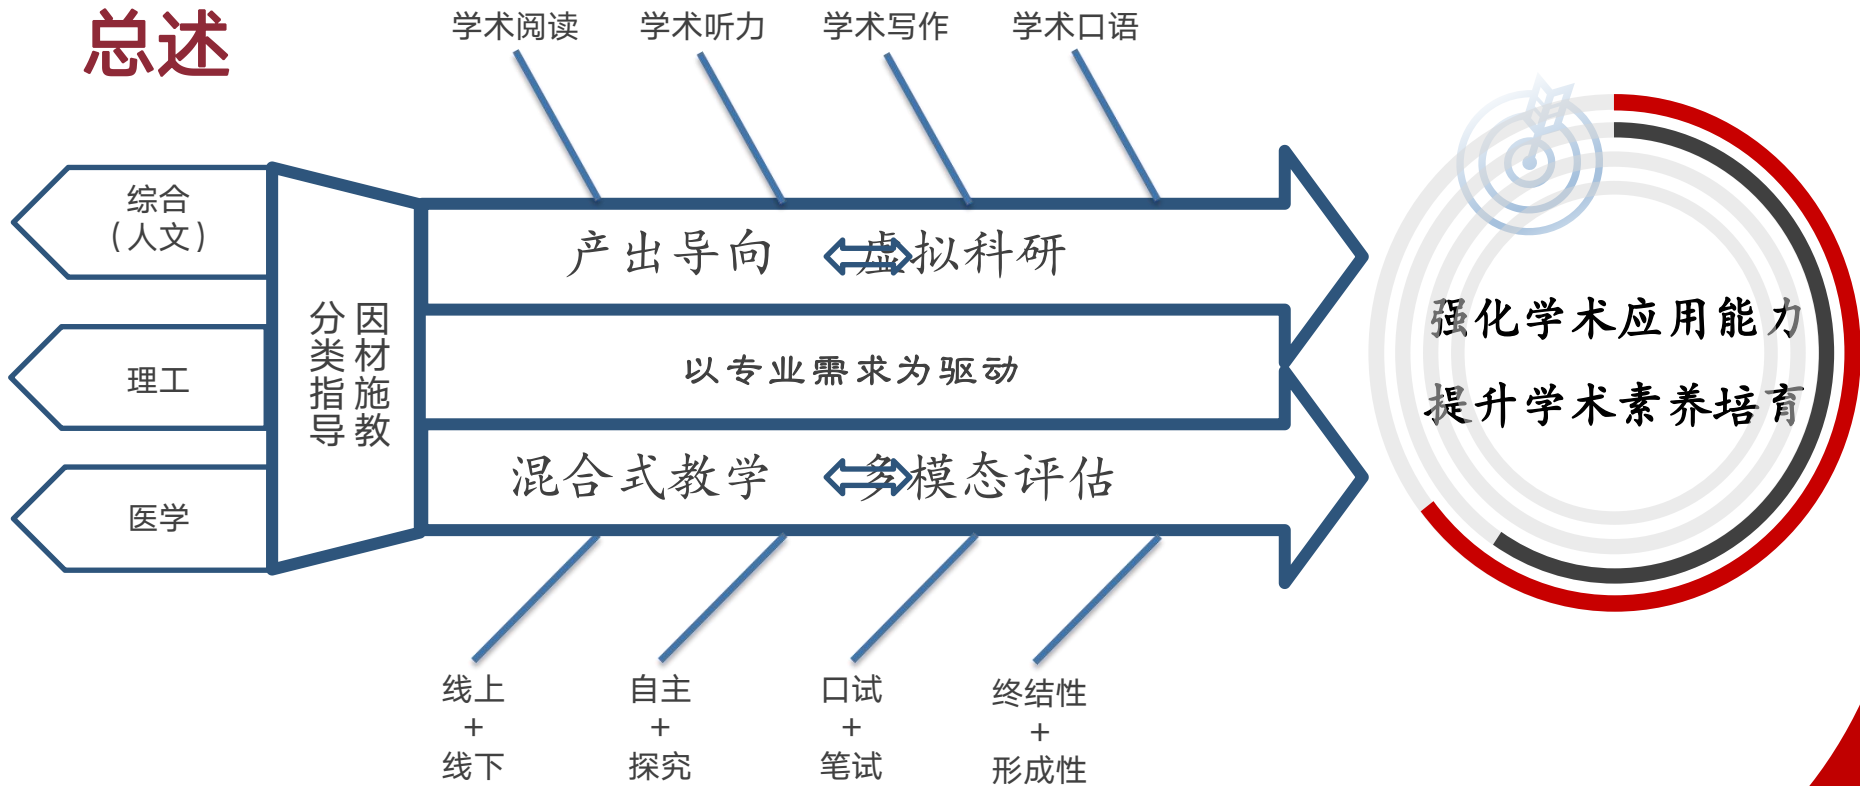 总述
学术阅读
学术听力
学术写作
学术口语
综合
(人文)
理工
医学
因材施教
分类指导
产出导向
虚拟科研
以专业需求为驱动
混合式教学
多模态评估
强化学术应用能力
提升学术素养培育
线上
+
线下
自主
+
探究
口试
+
笔试
终结性
+
形成性